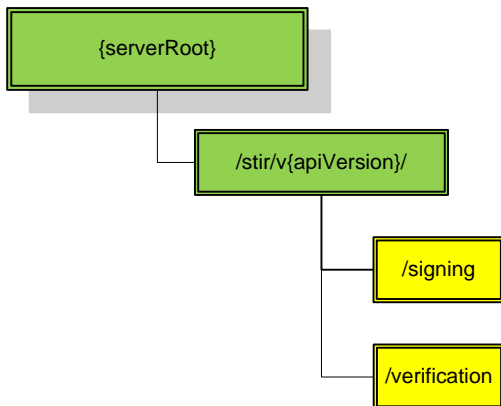 {serverRoot}
/stir/v{apiVersion}/
/signing
/verification